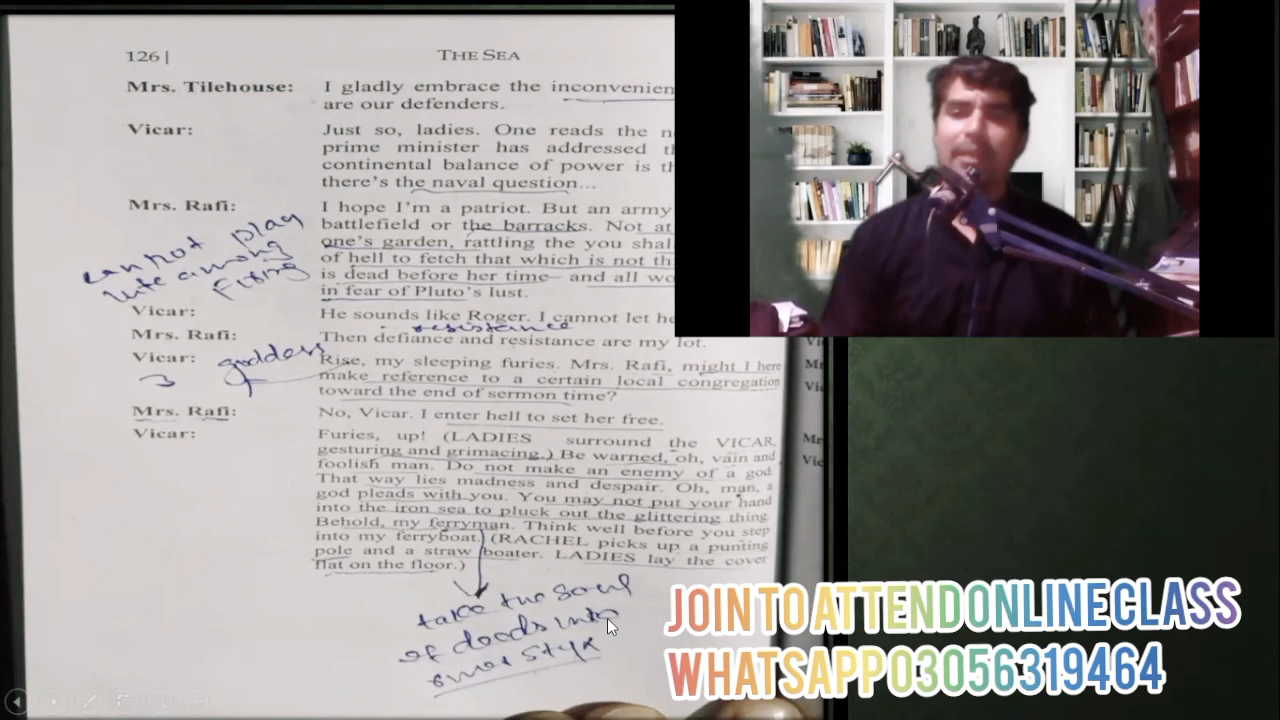 126 |
THE SEA
Mrs. Tilehouse: I gladly embrace the inconvenien
are our defenders.
Vicar: Just so, ladies. One reads the n
prime minister has addressed t
continental balance of power is t
there's the naval question...
Mrs. Rafi: I hope I'm a patriot. But an army
battlefield or the barracks. Not at
one's garden, rattling the you shal
of hell to fetch that which is not th
is dead before her time and all wo
in fear of Pluto's lust.
cannot play
lute among
Firing
Vicar: He sounds like Roger. I cannot let he
resistance
Mrs. Rafi: Then defiance and resistance are my lot.
Vicar: Rise, my sleeping furies. Mrs. Rafi, might I here
goddess
make reference to a certain local congregation
toward the end of sermon time?
Mrs. Rafi: No, Vicar. I enter hell to set her free.
Vicar: Furies, up! (LADIES surround the VICAR,
gesturing and grimacing.) Be warned, oh, vain and
foolish man. Do not make an enemy of a god.
That way lies madness and despair. Oh, man, a
god pleads with you. You may not put your hand
into the iron sea to pluck out the glittering thing.
Behold, my ferryman. Think well before you step
into my ferryboat. (RACHEL picks up a punting
pole and a straw boater. LADIES lay the cover
flat on the floor.)
take the soul
of deads into
Styx
Vic
Mr
Vic
Mr
Vic
JOIN TO ATTEND ONLINE CLASS
WHATSAPP 03056319464